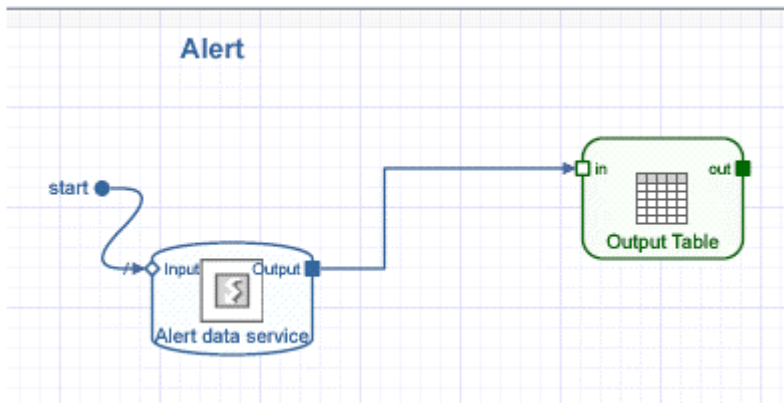 Alert
in
out
Output Table
start
Input
Output
Alert data service